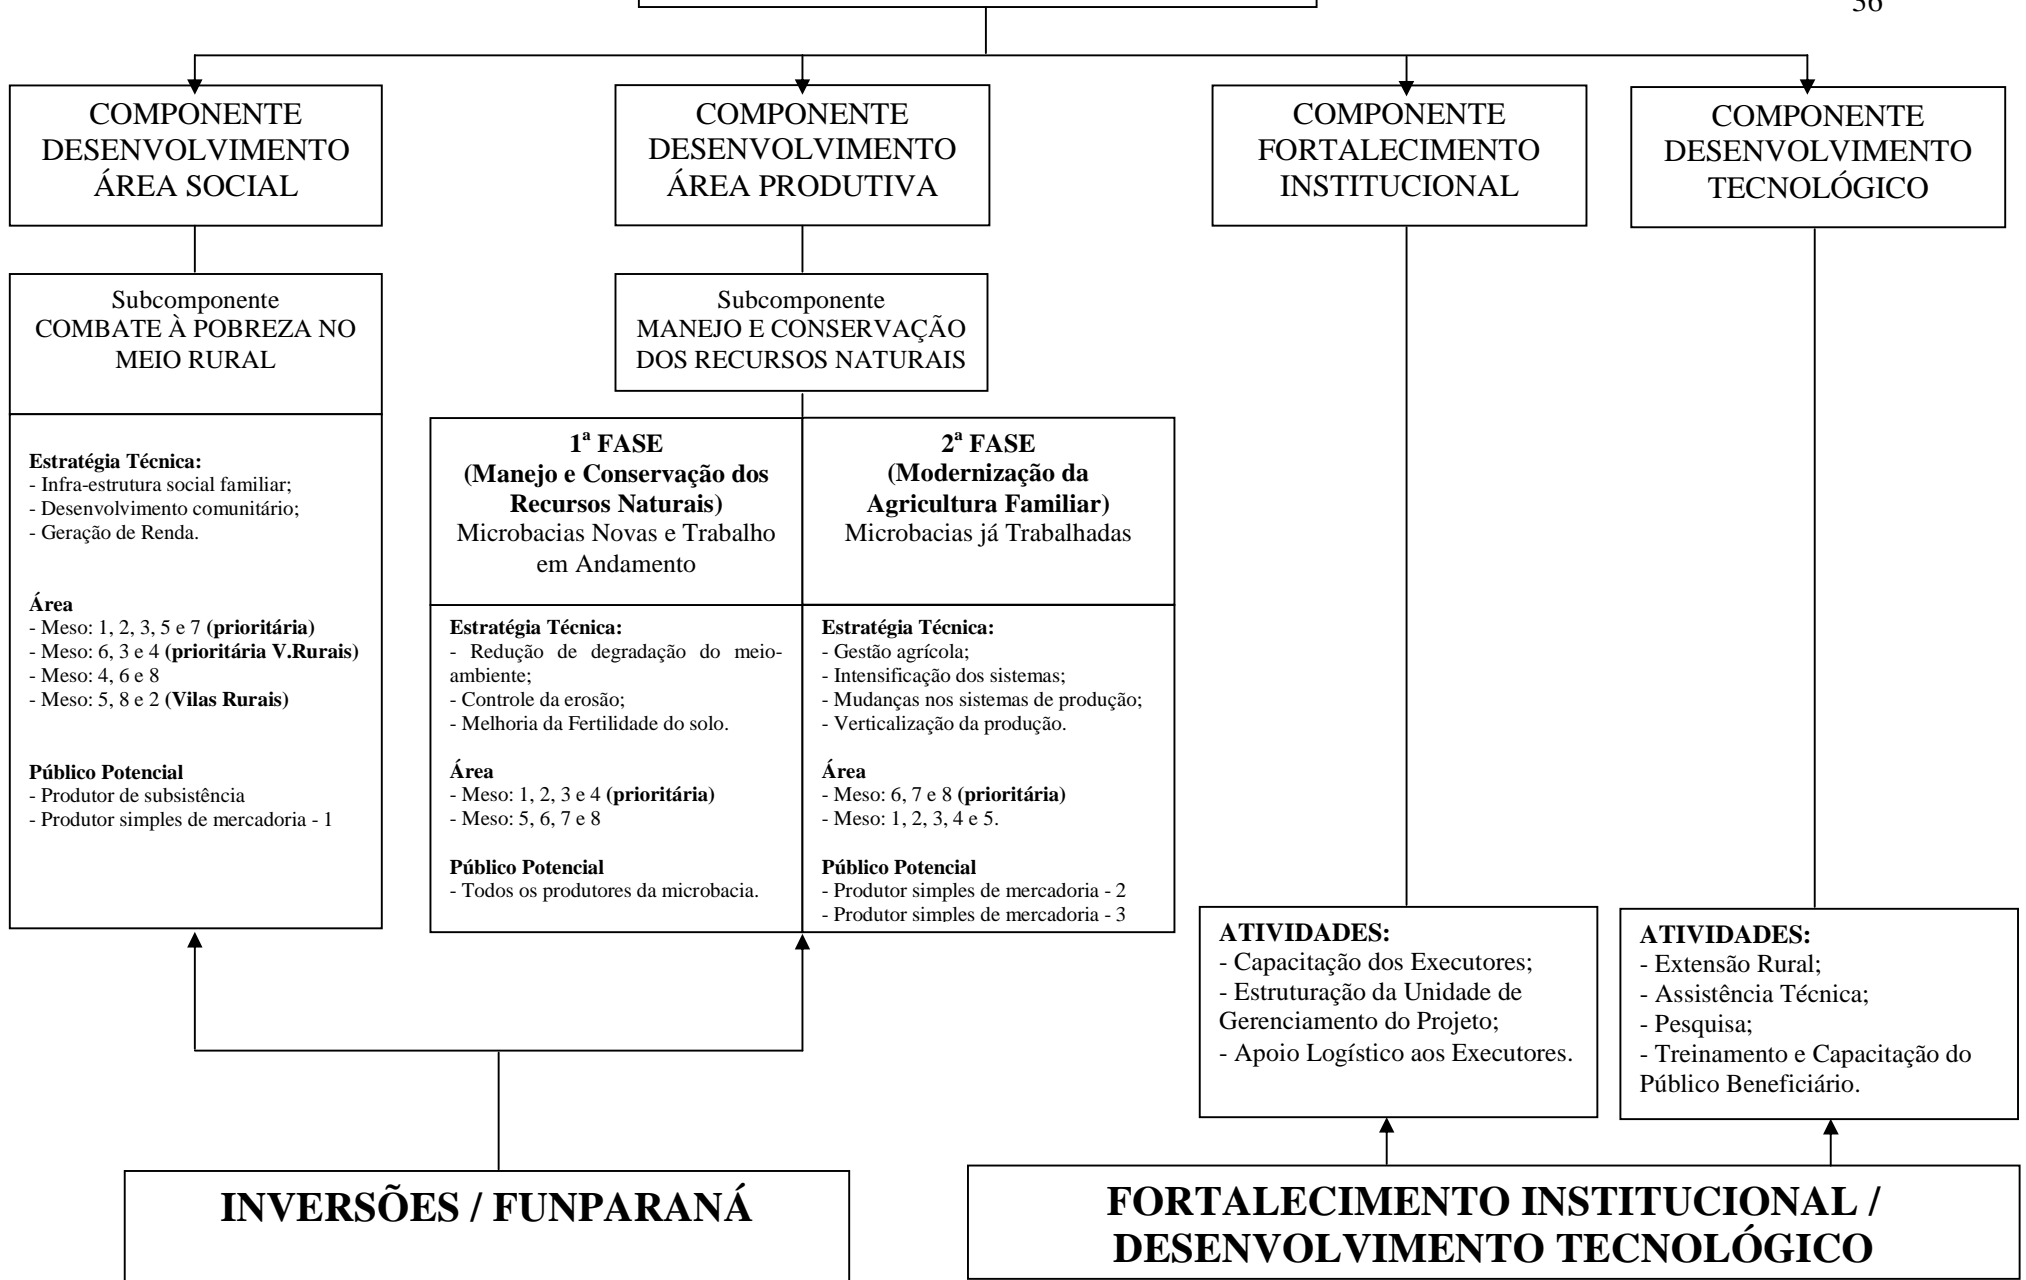 36
COMPONENTE
DESENVOLVIMENTO
ÁREA SOCIAL
COMPONENTE
DESENVOLVIMENTO
ÁREA PRODUTIVA
COMPONENTE
FORTALECIMENTO
INSTITUCIONAL
COMPONENTE
DESENVOLVIMENTO
TECNOLÓGICO
Subcomponente
COMBATE À POBREZA NO
MEIO RURAL
Estratégia Técnica:
- Infra-estrutura social familiar;
- Desenvolvimento comunitário;
- Geração de Renda.
Área
- Meso: 1, 2, 3, 5 e 7 (prioritária)
- Meso: 6, 3 e 4 (prioritária V.Rurais)
- Meso: 4, 6 e 8
- Meso: 5, 8 e 2 (Vilas Rurais)
Público Potencial
- Produtor de subsistência
- Produtor simples de mercadoria - 1
Subcomponente
MANEJO E CONSERVAÇÃO
DOS RECURSOS NATURAIS
1ª FASE
(Manejo e Conservação dos
Recursos Naturais)
Microbacias Novas e Trabalho
em Andamento
Estratégia Técnica:
- Redução de degradação do meio-
ambiente;
- Controle da erosão;
- Melhoria da Fertilidade do solo.
Área
- Meso: 1, 2, 3 e 4 (prioritária)
- Meso: 5, 6, 7 e 8
Público Potencial
- Todos os produtores da microbacia.
2ª FASE
(Modernização da
Agricultura Familiar)
Microbacias já Trabalhadas
Estratégia Técnica:
- Gestão agrícola;
- Intensificação dos sistemas;
- Mudanças nos sistemas de produção;
- Verticalização da produção.
Área
- Meso: 6, 7 e 8 (prioritária)
- Meso: 1, 2, 3, 4 e 5.
Público Potencial
- Produtor simples de mercadoria - 2
- Produtor simples de mercadoria - 3
ATIVIDADES:
- Capacitação dos Executores;
- Estruturação da Unidade de
Gerenciamento do Projeto;
- Apoio Logístico aos Executores.
ATIVIDADES:
- Extensão Rural;
- Assistência Técnica;
- Pesquisa;
- Treinamento e Capacitação do
Público Beneficiário.
INVERSÕES / FUNPARANÁ
FORTALECIMENTO INSTITUCIONAL /
DESENVOLVIMENTO TECNOLÓGICO